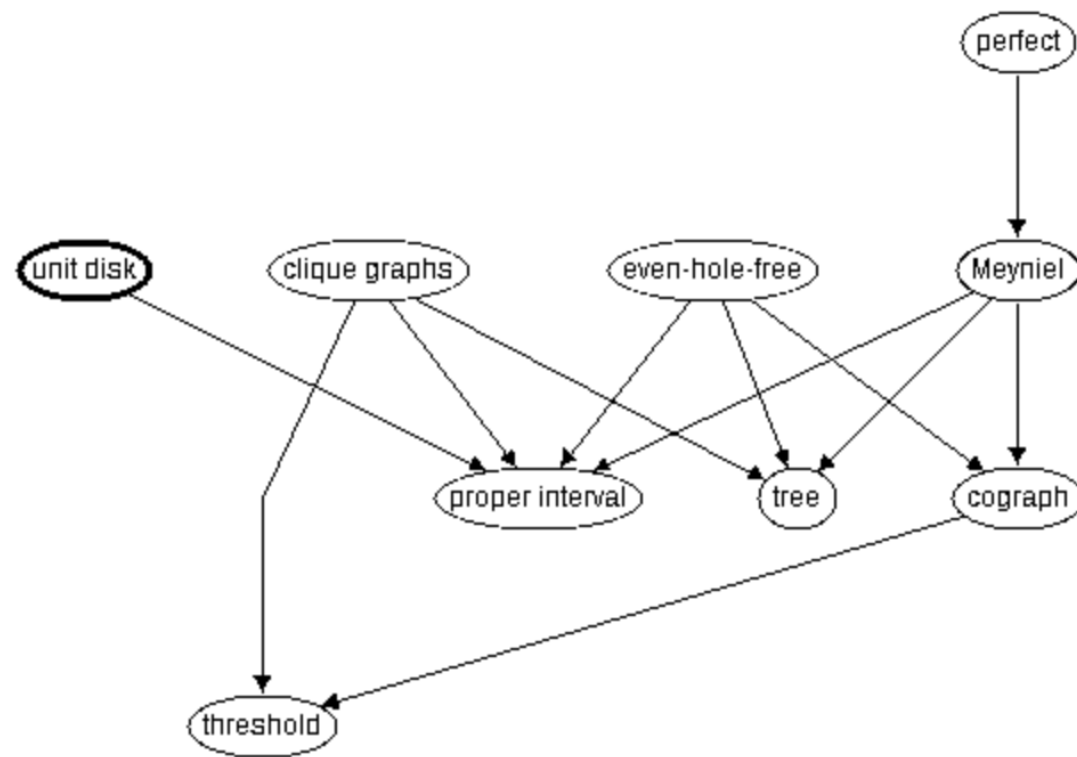 perfect
unit disk
clique graphs
even-hole-free
Meyniel
proper interval
tree
cograph
threshold